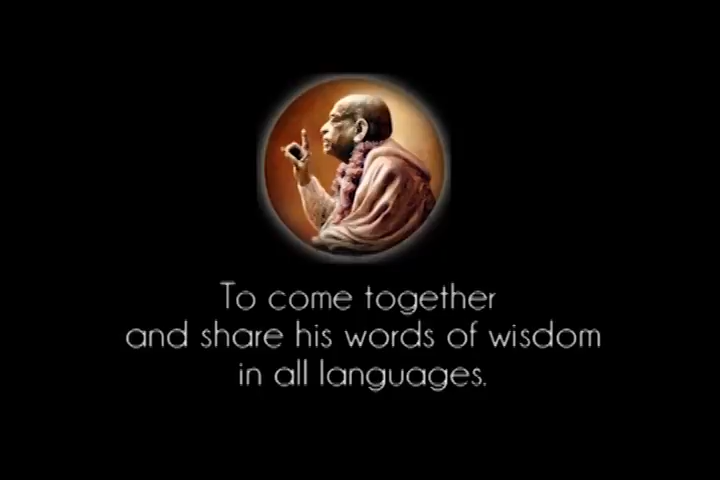 To come together
and share his words of wisdom
in all languages.